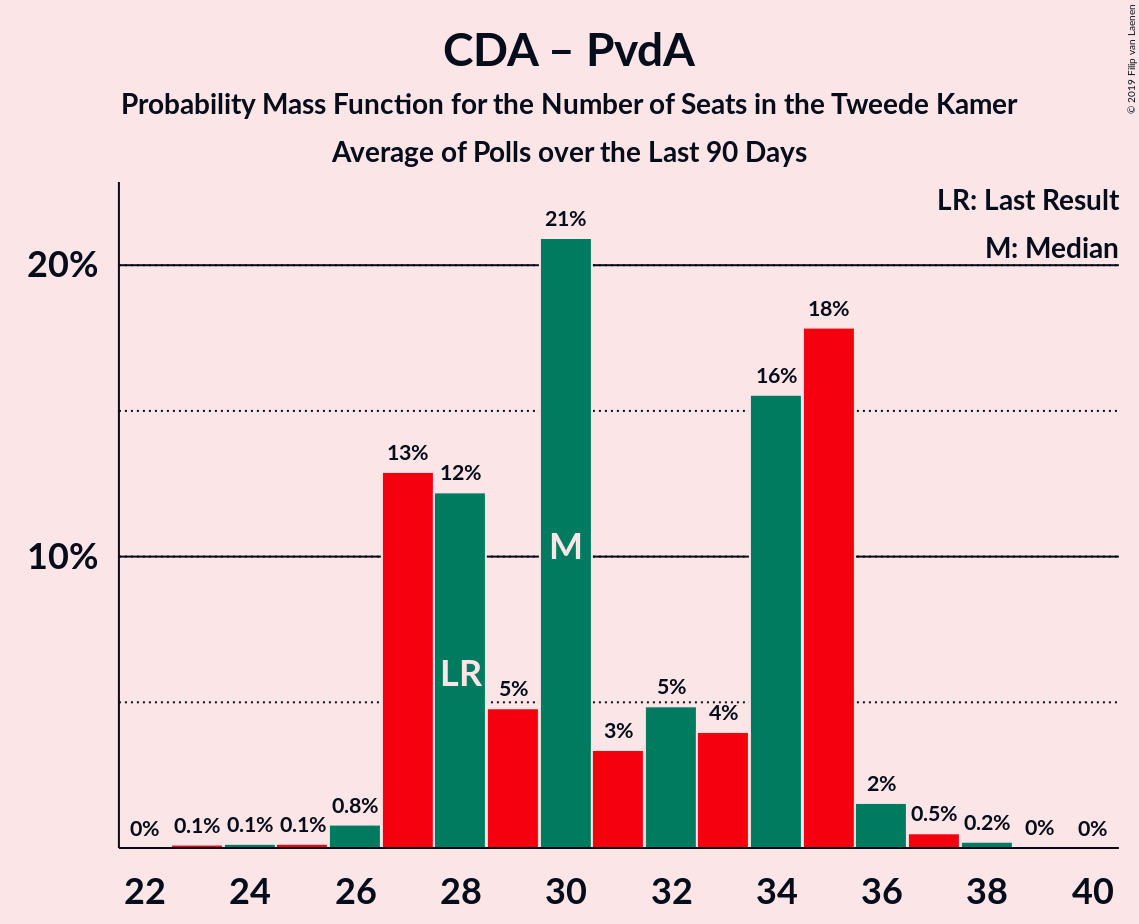 CDA – PvdA
Probability Mass Function for the Number of Seats in the Tweede Kamer
Average of Polls over the Last 90 Days
© 2019 Filip van Laenen
LR: Last Result
M: Median
20%
10%
0%
0.1%
0.1%
0.1%
0.8%
13%
12%
5%
21%
3%
5%
4%
16%
18%
2%
0.5%
0.2%
0%
0%
LR
M
22 24 26 28 30 32 34 36 38 40